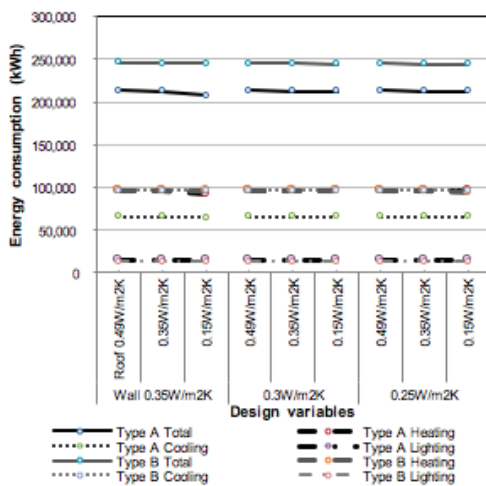 300,000
250,000
200,000
150,000
100,000
50,000
0
Energy consumption (kWh)
Roof 0.49W/m2K
0.35W/m2K
0.15W/m2K
0.49W/m2K
0.35W/m2K
0.15W/m2K
0.49W/m2K
0.35W/m2K
0.15W/m2K
Wall 0.35W/m2K
0.3W/m2K
0.25W/m2K
Design variables
Type A Total
Type A Heating
Type A Cooling
Type A Lighting
Type B Total
Type B Heating
Type B Cooling
Type B Lighting